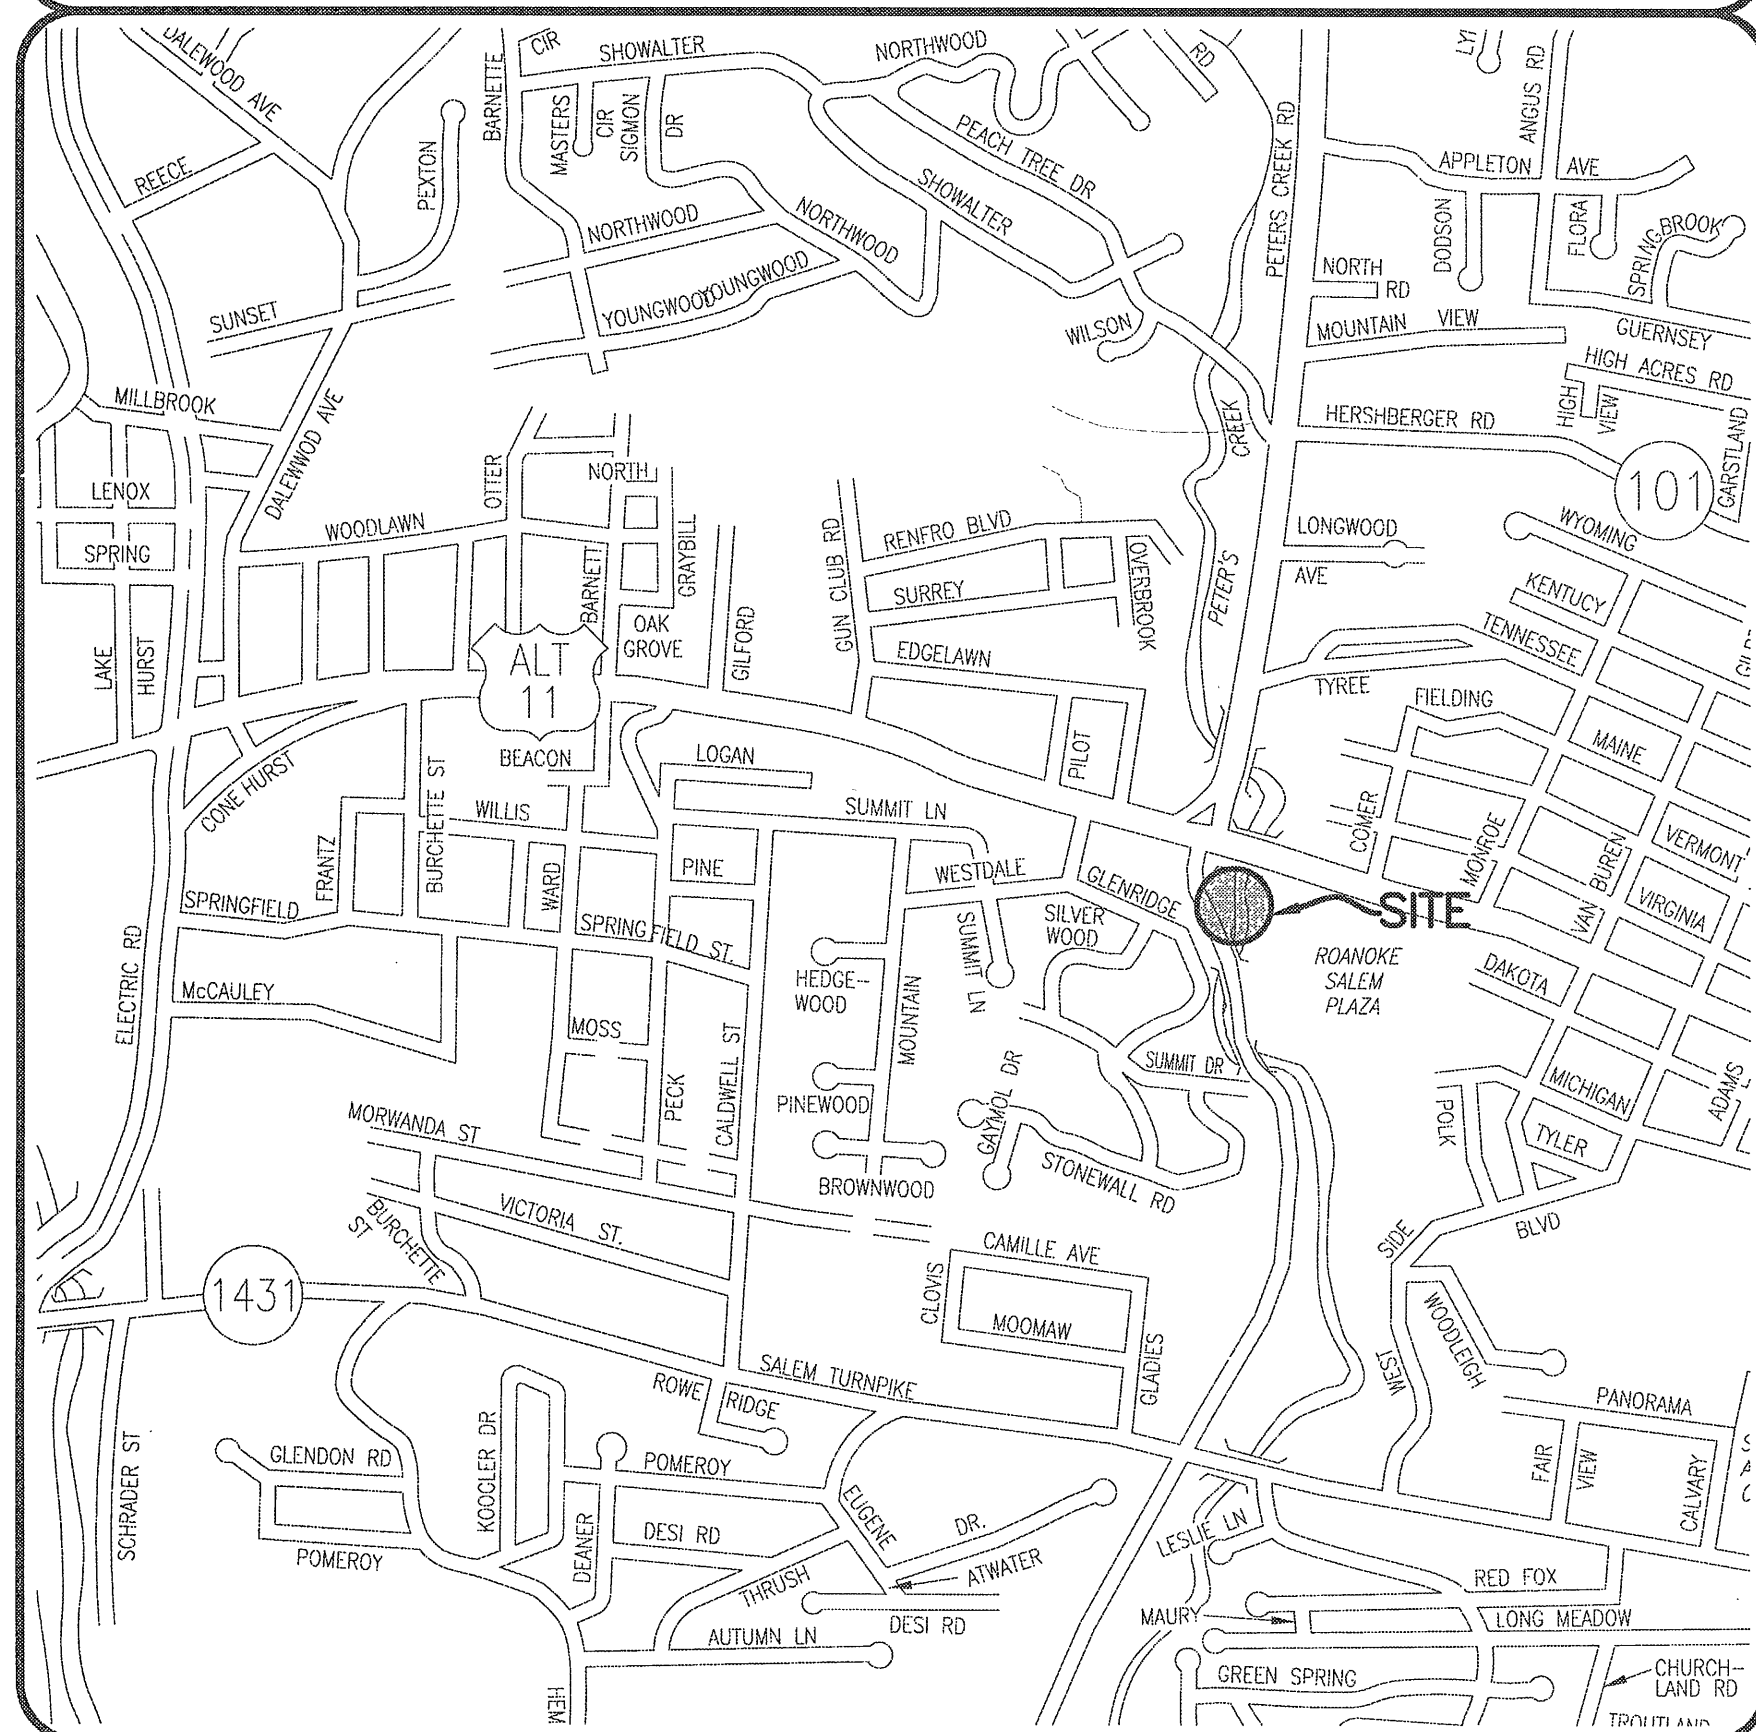 DALEWOOD AVE
REECE
PEXTON
BARNETTE
CIR
SHOWALTER
MASTERS
CIR
SIGMON
DR
NORTHWOOD
RD
PEACH TREE DR
SHOWALTER
NORTHWOOD
NORTHWOOD
YOUNGWOOD
YOUNGWOOD
WILSON
PETERS CREEK RD
ANGUS RD
APPLETON AVE
DODSON
FLORA
SPRINGBROOK
NORTH
RD
MOUNTAIN VIEW
GUERNSEY
HIGH ACRES RD
HIGH
VIEW
HERSHBERGER RD
GARSTLAND
101
SUNSET
MILLBROOK
DALEWWOD AVE
LENOX
SPRING
LAKE
HURST
WOODLAWN
OTTER
NORTH
BARNETT
GRAYBILL
OAK
GROVE
GILFORD
ALT
11
GUN CLUB RD
RENFRO BLVD
SURREY
OVERBROOK
EDGELAWN
PILOT
PETER'S
CREEK
LONGWOOD
AVE
WYOMING
KENTUCY
TENNESSEE
TYREE
FIELDING
MAINE
COMER
MONROE
VAN BUREN
VERMONT
VIRGINIA
CONE HURST
BEACON
LOGAN
BURCHETTE ST
WILLIS
SUMMIT LN
FRANTZ
WARD
PINE
WESTDALE
GLENRIDGE
SITE
SPRINGFIELD
SPRINGFIELD ST.
SILVER
WOOD
SUMMIT LN
ROANOKE
SALEM
PLAZA
DAKOTA
ELECTRIC RD
McCAULEY
HEDGE-
WOOD
MOUNTAIN
MOSS
PECK
CALDWELL ST
PINEWOOD
GAYMOL DR
SUMMIT DR
MICHIGAN
ADAMS
POLK
TYLER
MORWANDA ST
BROWNWOOD
STONEWALL RD
BURCHETTE
ST
VICTORIA ST.
CAMILLE AVE
CLOVIS
MOOMAW
GLADIES
SIDE
BLVD
WEST
WOODLEIGH
1431
SALEM TURNPIKE
ROWE
RIDGE
PANORAMA
FAIR
VIEW
CALVARY
SCHRADER ST
GLENDON RD
POMEROY
KOOGLER DR
POMEROY
DEANER
DESI RD
EUGENE
DR.
ATWATER
THRUSH
DESI RD
AUTUMN LN
HEM
LESLIE LN
RED FOX
MAURY
LONG MEADOW
GREEN SPRING
CHURCH-
LAND RD
TROUTLAND